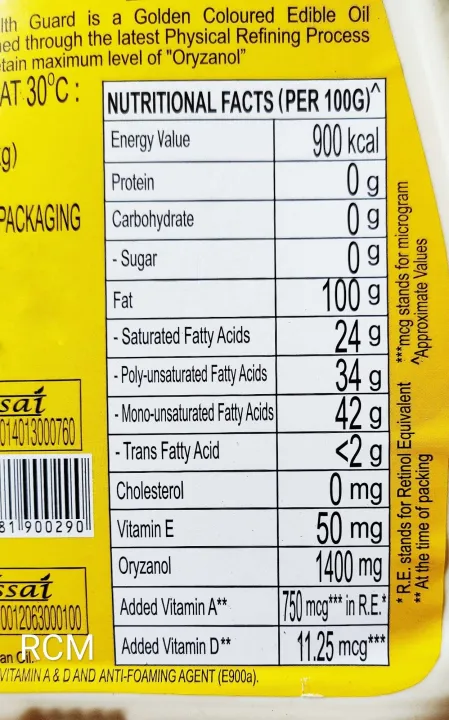 lth Guard is a Golden Coloured Edible Oil
ed through the latest Physical Refining Process
tain maximum level of "Oryzanol"
AT 30°C :
g)
PACKAGING
NUTRITIONAL FACTS (PER 100G)^
Energy Value 900 kcal
Protein 0 g
Carbohydrate 0 g
- Sugar 0 g
Fat 100 g
- Saturated Fatty Acids 24 g
- Poly-unsaturated Fatty Acids 34 g
- Mono-unsaturated Fatty Acids 42 g
- Trans Fatty Acid <2 g
Cholesterol 0 mg
Vitamin E 50 mg
Oryzanol 1400 mg
Added Vitamin A** 750 mcg*** in R.E.*
Added Vitamin D** 11.25 mcg***
* R.E. stands for Retinol Equivalent ***mcg stands for microgram
** At the time of packing ^Approximate Values
ssai
014013000760
81 900290
ssai
0012063000100
RCM
an Oil.
VITAMIN A & D AND ANTI-FOAMING AGENT (E900a).